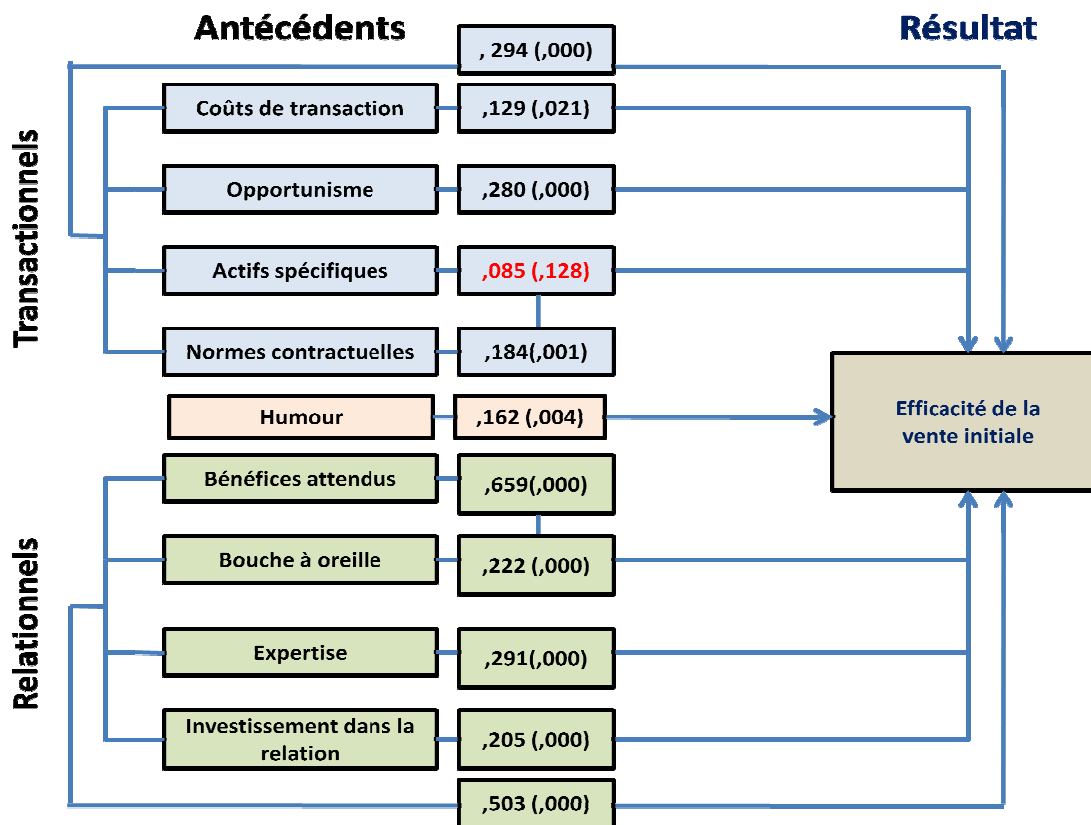 Antécédents
Résultat
, 294 (,000)
Transactionnels
Coûts de transaction
,129 (,021)
Opportunisme
,280 (,000)
Actifs spécifiques
,085 (,128)
Normes contractuelles
,184(,001)
Humour
,162 (,004)
Efficacité de la
vente initiale
Relationnels
Bénéfices attendus
,659(,000)
Bouche à oreille
,222 (,000)
Expertise
,291(,000)
Investissement dans la
relation
,205 (,000)
,503 (,000)